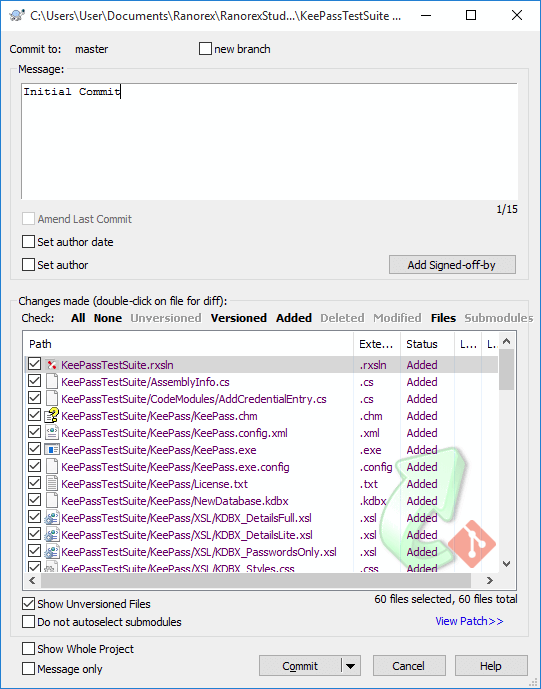 C:\Users\User\Documents\Ranorex\RanorexStud...\KeePassTestSuite ...
Commit to: master new branch
Message:
Initial Commit
1/15
Amend Last Commit
Set author date
Set author
Add Signed-off-by
Changes made (double-click on file for diff):
Check: All None Unversioned Versioned Added Deleted Modified Files Submodules
Path Exte... Status L... L.
KeePassTestSuite.rxsln .rxsln Added
KeePassTestSuite/AssemblyInfo.cs .cs Added
KeePassTestSuite/CodeModules/AddCredentialEntry.cs .cs Added
KeePassTestSuite/KeePass/KeePass.chm .chm Added
KeePassTestSuite/KeePass/KeePass.config.xml .xml Added
KeePassTestSuite/KeePass/KeePass.exe .exe Added
KeePassTestSuite/KeePass/KeePass.exe.config .config Added
KeePassTestSuite/KeePass/License.txt .txt Added
KeePassTestSuite/KeePass/NewDatabase.kdbx .kdbx Added
KeePassTestSuite/KeePass/XSL/KDBX_DetailsFull.xsl .xsl Added
KeePassTestSuite/KeePass/XSL/KDBX_DetailsLite.xsl .xsl Added
KeePassTestSuite/KeePass/XSL/KDBX_PasswordsOnly.xsl .xsl Added
KeePassTestSuite/KeePass/XSL/KDBX_Styles.css .css Added
Show Unversioned Files
60 files selected, 60 files total
Do not autoselect submodules
View Patch>>
Show Whole Project
Message only
Commit Cancel Help